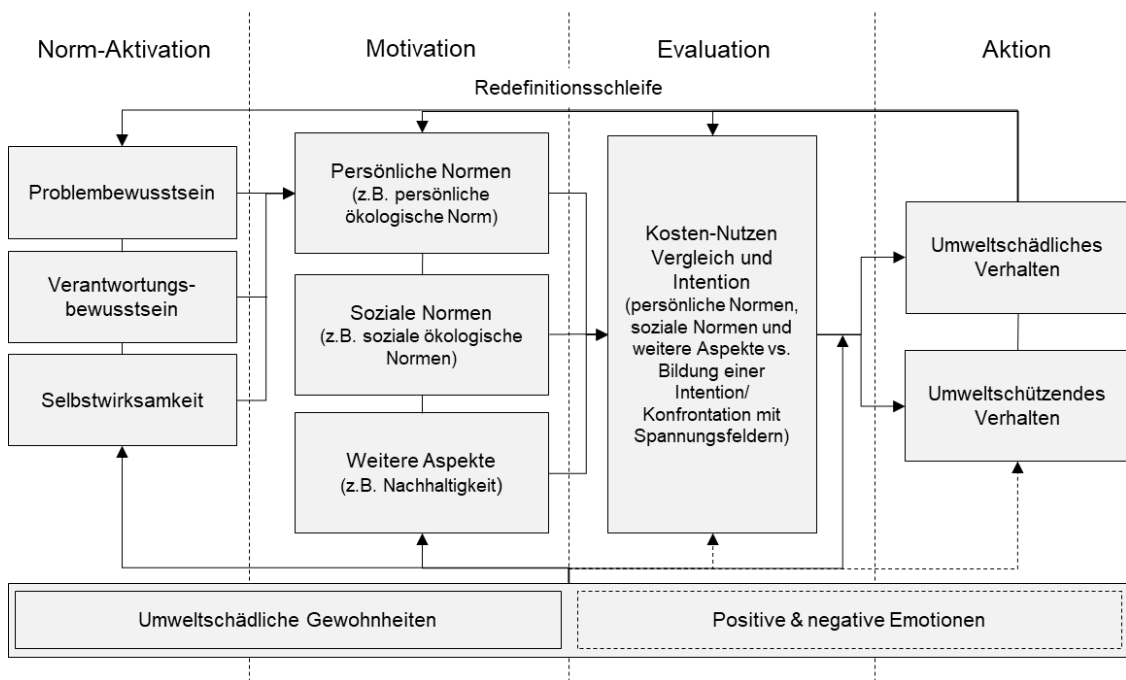 Norm-Aktivation
Motivation
Evaluation
Aktion
Redefinitionsschleife
Problembewusstsein
Verantwortungs-
bewusstsein
Selbstwirksamkeit
Persönliche Normen
(z.B. persönliche
ökologische Norm)
Soziale Normen
(z.B. soziale ökologische
Normen)
Weitere Aspekte
(z.B. Nachhaltigkeit)
Kosten-Nutzen
Vergleich und
Intention
(persönliche Normen,
soziale Normen und
weitere Aspekte vs.
Bildung einer
Intention/
Konfrontation mit
Spannungsfeldern)
Umweltschädliches
Verhalten
Umweltschützendes
Verhalten
Umweltschädliche Gewohnheiten
Positive & negative Emotionen